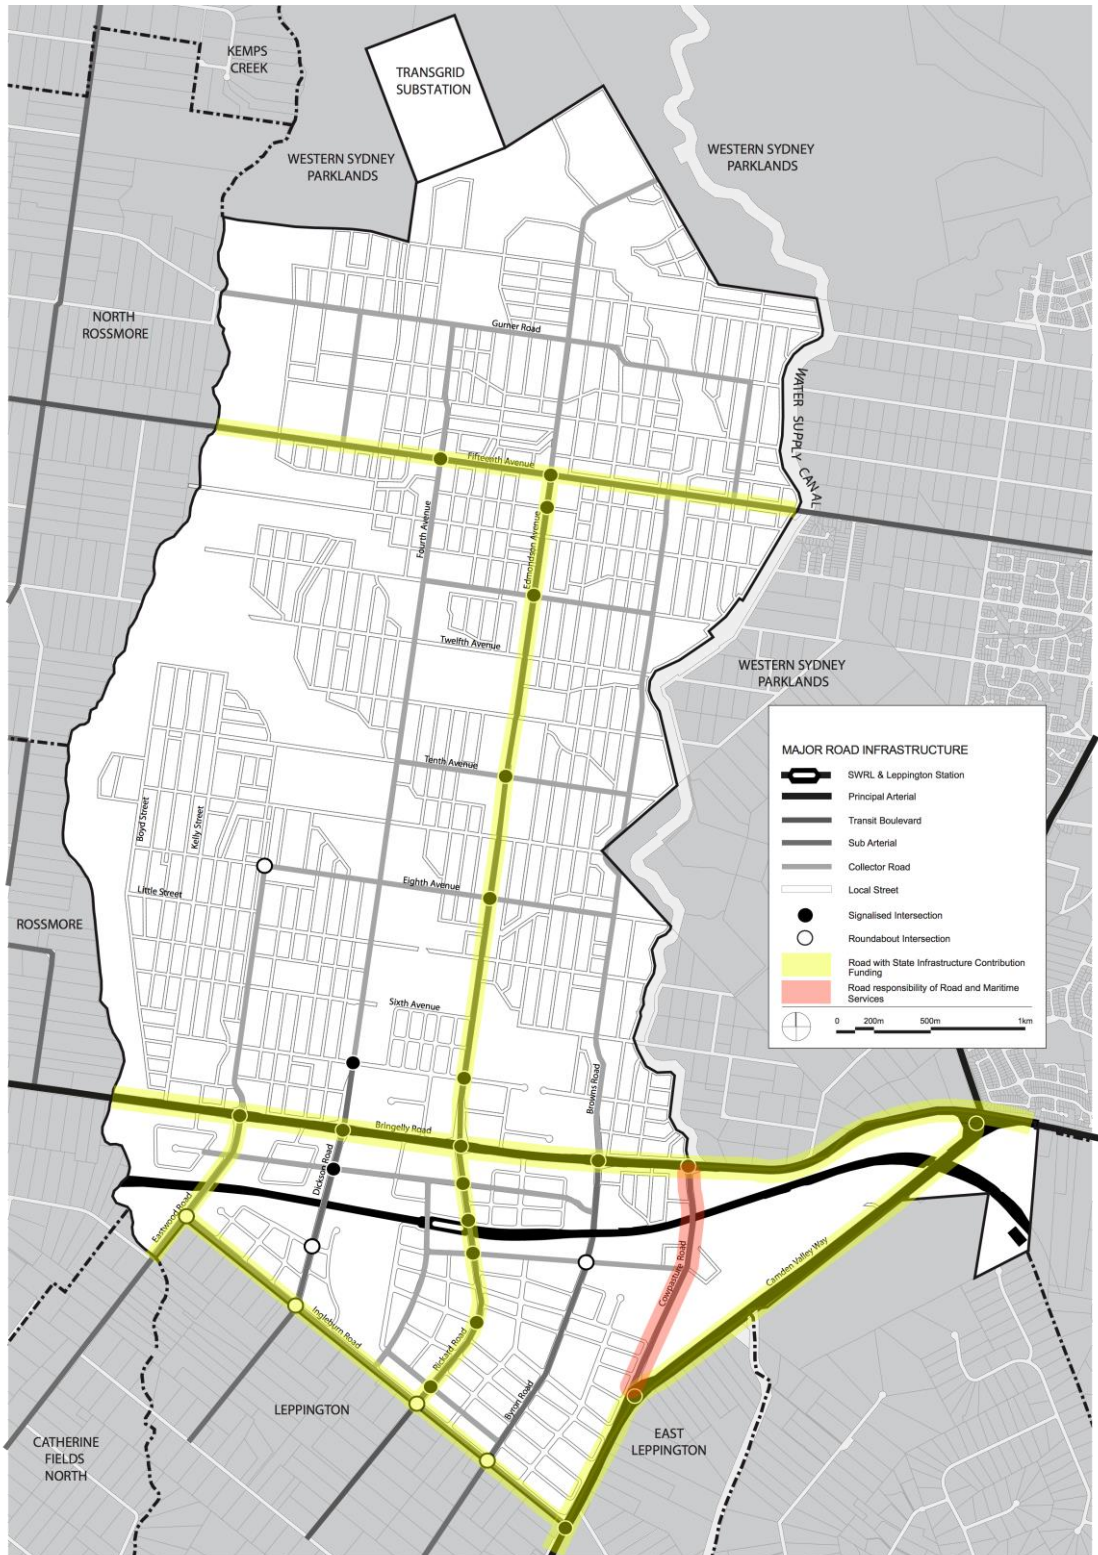 KEMPS
CREEK
TRANSGRID
SUBSTATION
WESTERN SYDNEY
PARKLANDS
WESTERN SYDNEY
PARKLANDS
NORTH
ROSSMORE
Gurner Road
WATER SUPPLY CANAL
Fifteenth Avenue
Fourth Avenue
Edmondson Avenue
Twelfth Avenue
WESTERN SYDNEY
PARKLANDS
Tenth Avenue
Boyd Street
Kelly Street
Little Street
Eighth Avenue
ROSSMORE
Sixth Avenue
MAJOR ROAD INFRASTRUCTURE
SWRL & Leppington Station
Principal Arterial
Transit Boulevard
Sub Arterial
Collector Road
Local Street
Signalised Intersection
Roundabout Intersection
Road with State Infrastructure Contribution
Funding
Road responsibility of Road and Maritime
Services
0 200m 500m 1km
Browns Road
Bringelly Road
Dickson Road
Eastwood Road
Cowpasture Road
Camden Valley Way
Ingleburn Road
Rickard Road
Byron Road
LEPPINGTON
EAST
LEPPINGTON
CATHERINE
FIELDS
NORTH